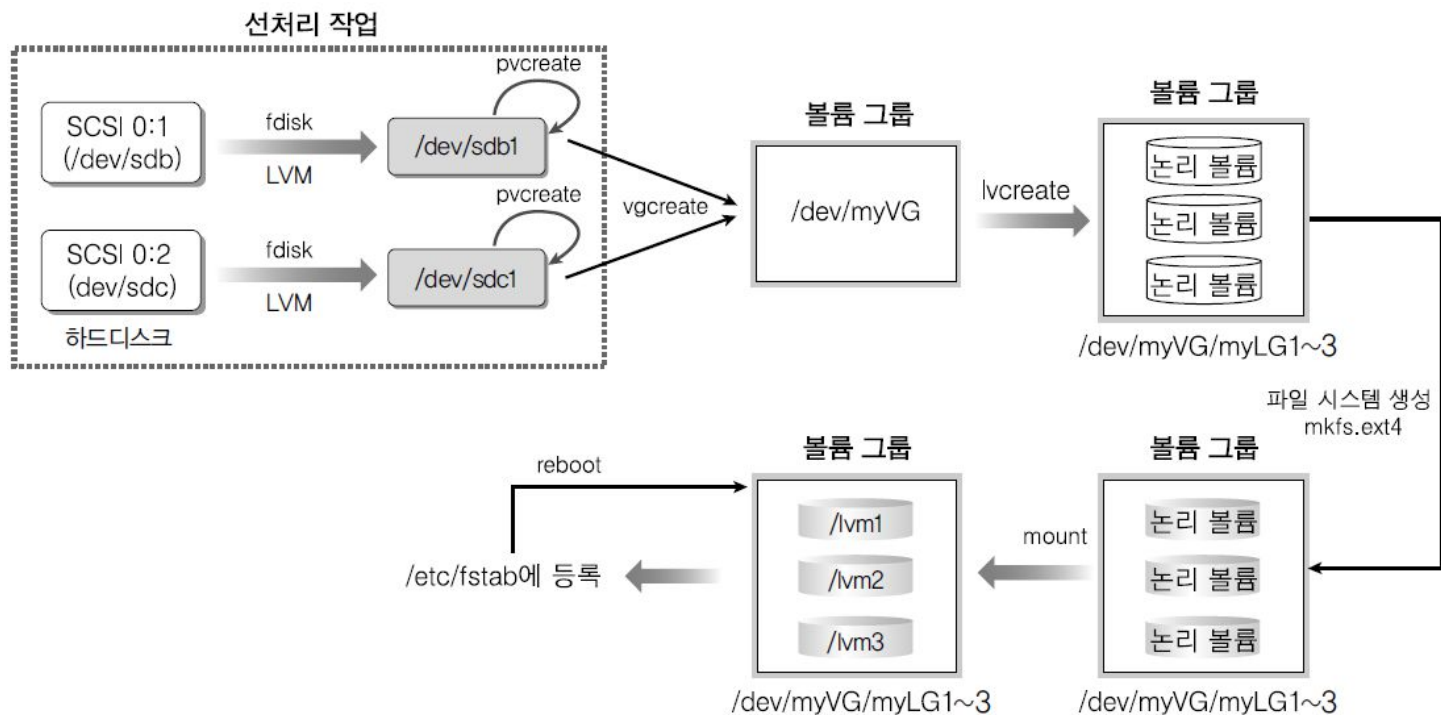 선처리 작업
SCSI 0:1
(/dev/sdb)
fdisk
LVM
pvcreate
/dev/sdb1
SCSI 0:2
(dev/sdc)
하드디스크
fdisk
LVM
pvcreate
/dev/sdc1
vgcreate
볼륨 그룹
/dev/myVG
lvcreate
볼륨 그룹
논리 볼륨
논리 볼륨
논리 볼륨
/dev/myVG/myLG1~3
파일 시스템 생성
mkfs.ext4
볼륨 그룹
논리 볼륨
논리 볼륨
논리 볼륨
/dev/myVG/myLG1~3
mount
볼륨 그룹
/lvm1
/lvm2
/lvm3
/dev/myVG/myLG1~3
reboot
/etc/fstab에 등록